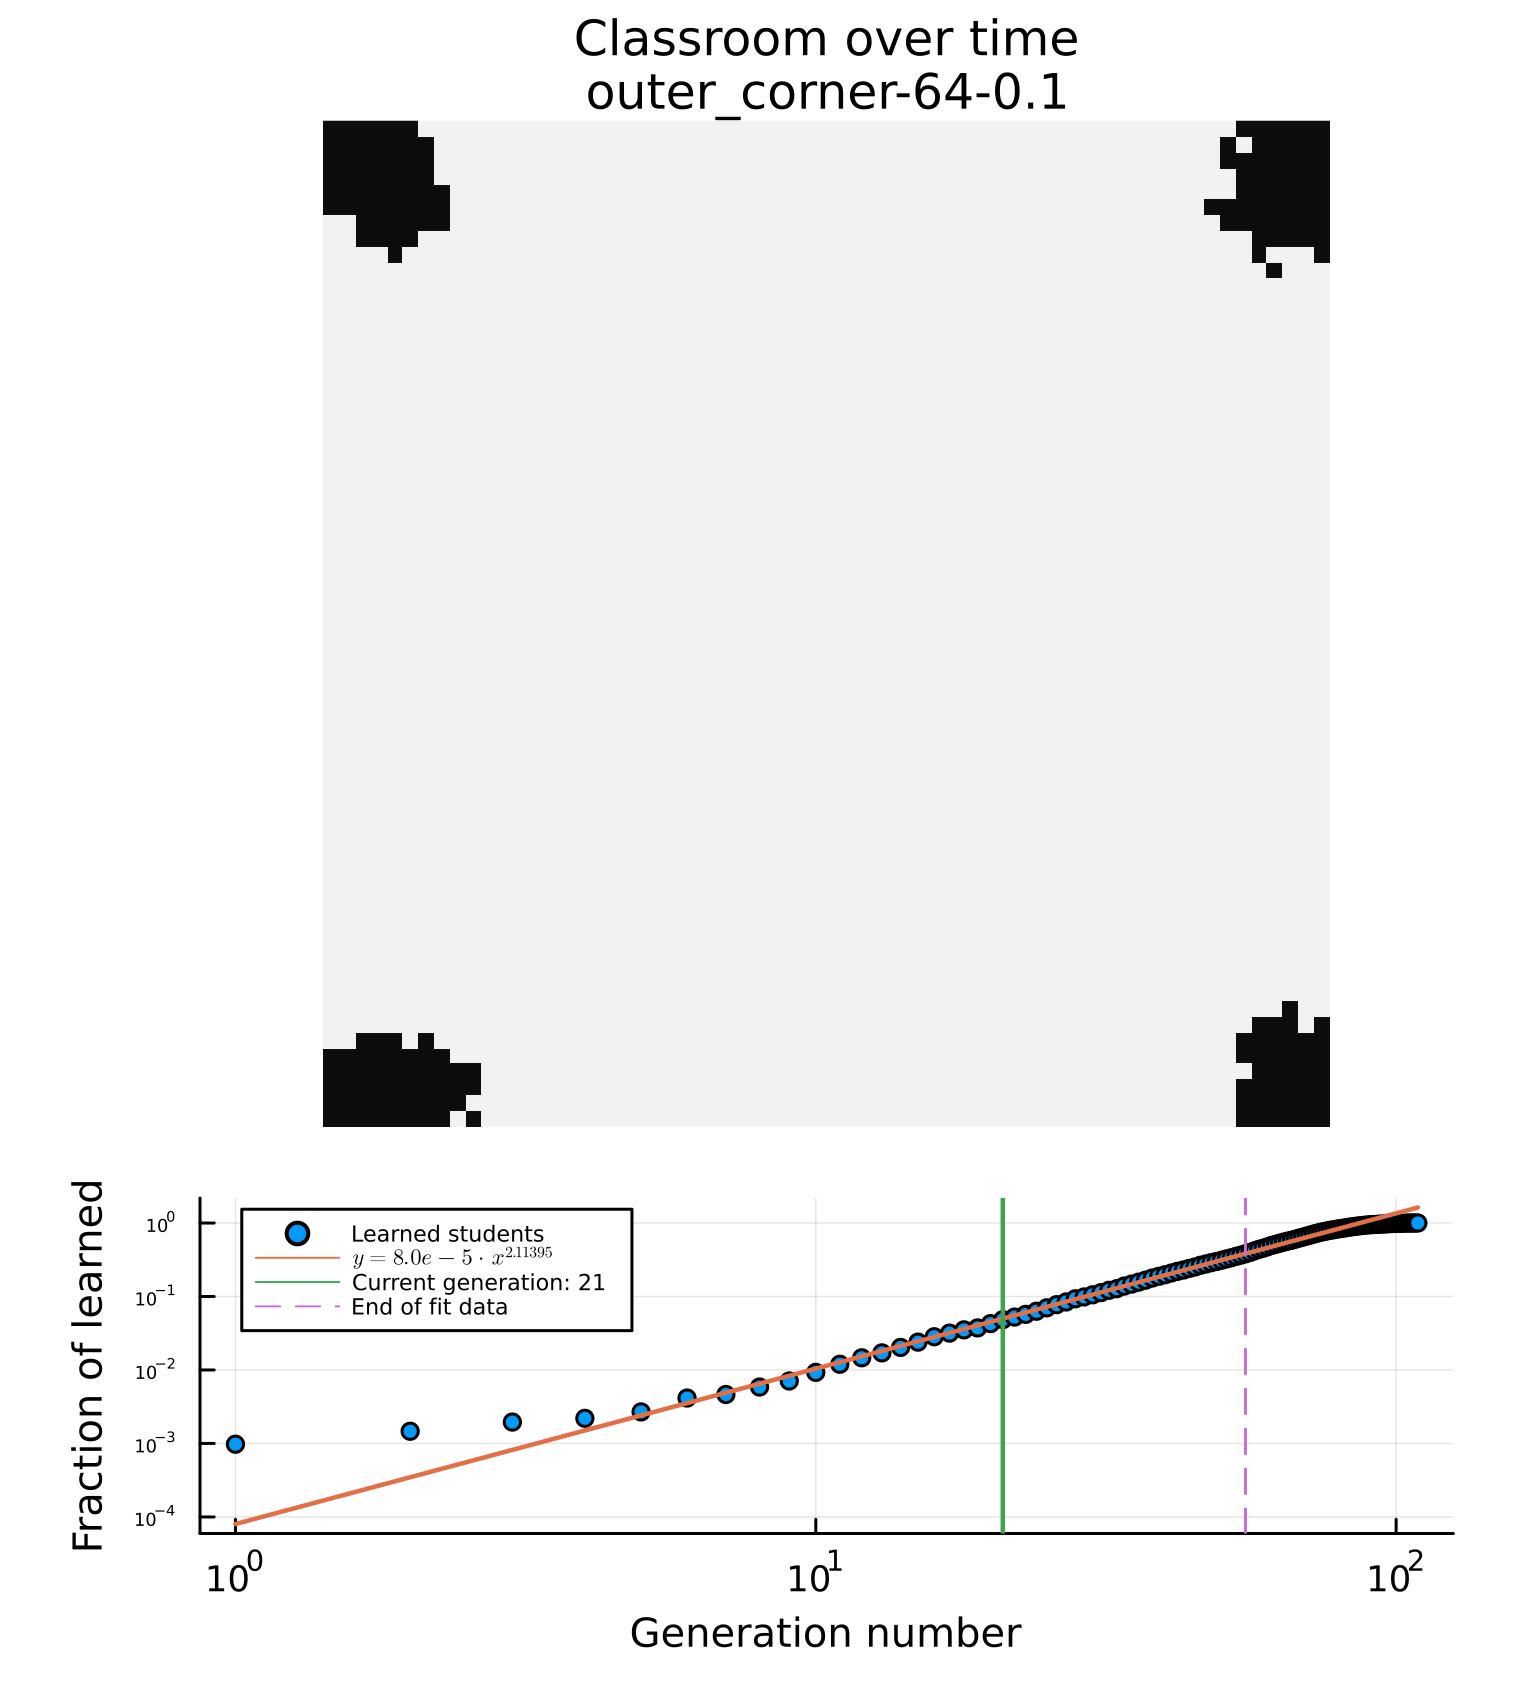 Classroom over time
outer_corner-64-0.1
Fraction of learned
10^0
10^-1
10^-2
10^-3
10^-4
Learned students
y = 8.0e − 5 · x^2.11395
Current generation: 21
End of fit data
10^0 10^1 10^2
Generation number